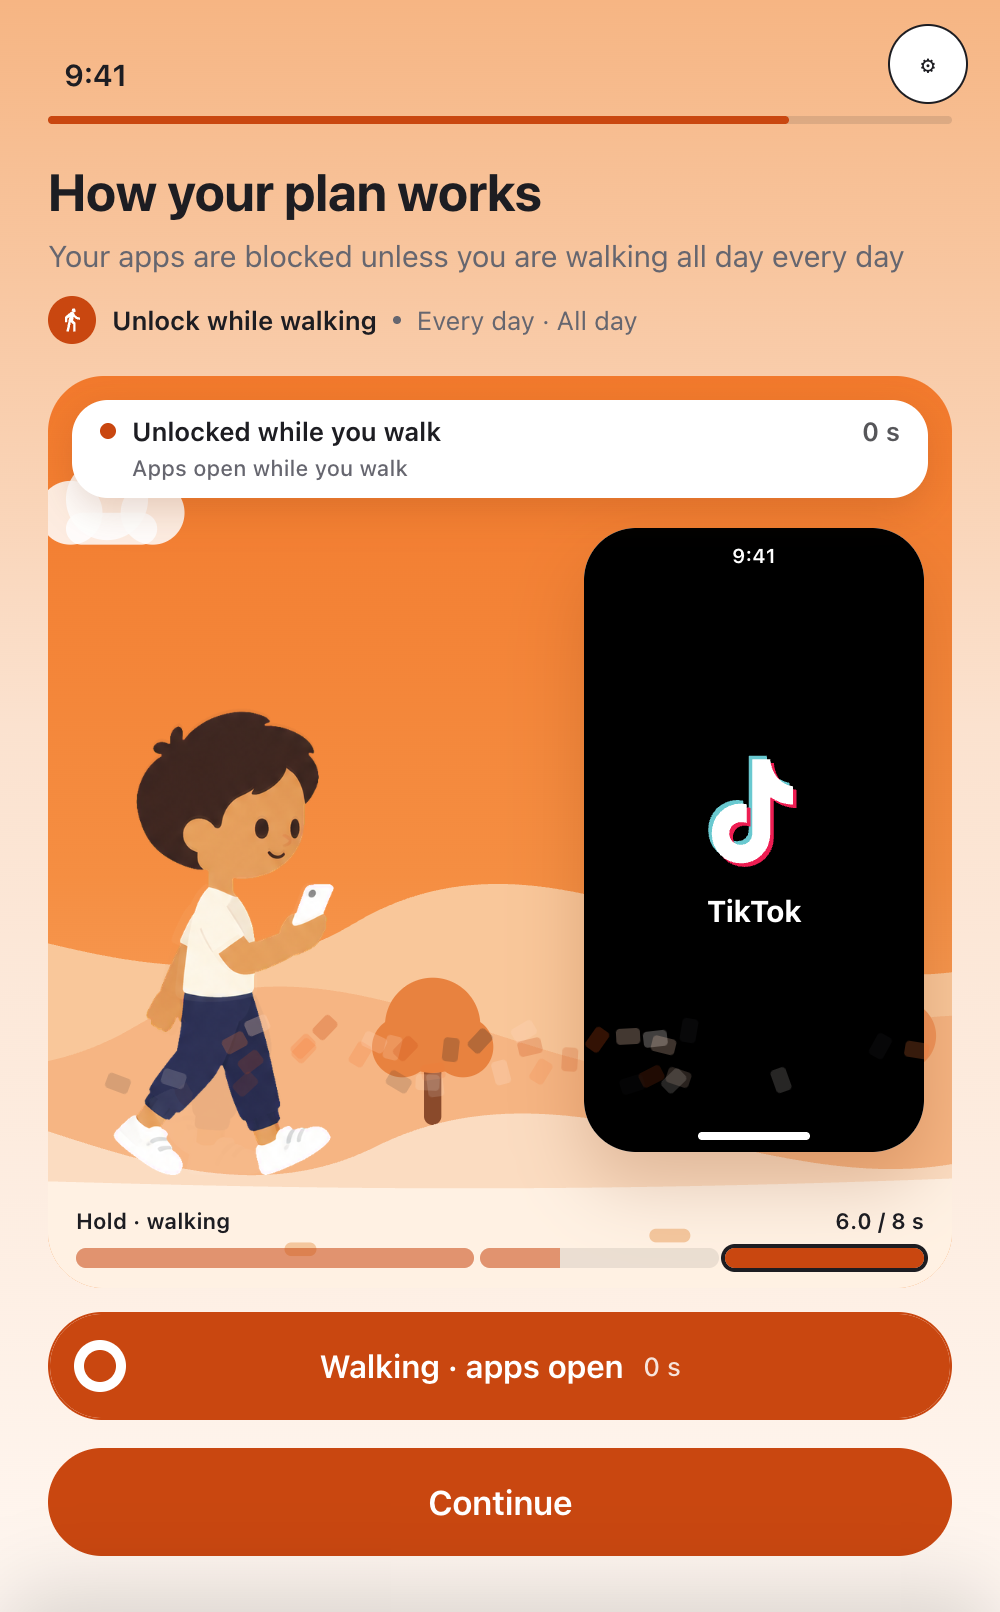 9:41
How your plan works
Your apps are blocked unless you are walking all day every day
Unlock while walking • Every day · All day
Unlocked while you walk 0 s
Apps open while you walk
9:41
TikTok
Hold · walking 6.0 / 8 s
Walking · apps open 0 s
Continue